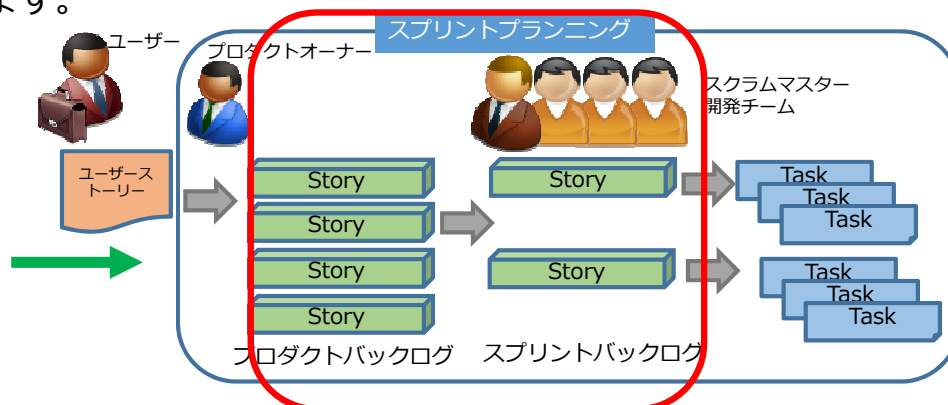 ます。
ユーザー
プロダクトオーナー
スプリントプランニング
スクラムマスター
開発チーム
ユーザース
トーリー
Story
Story
Story
Story
Story
Story
Task
Task
Task
Task
Task
Task
プロダクトバックログ
スプリントバックログ